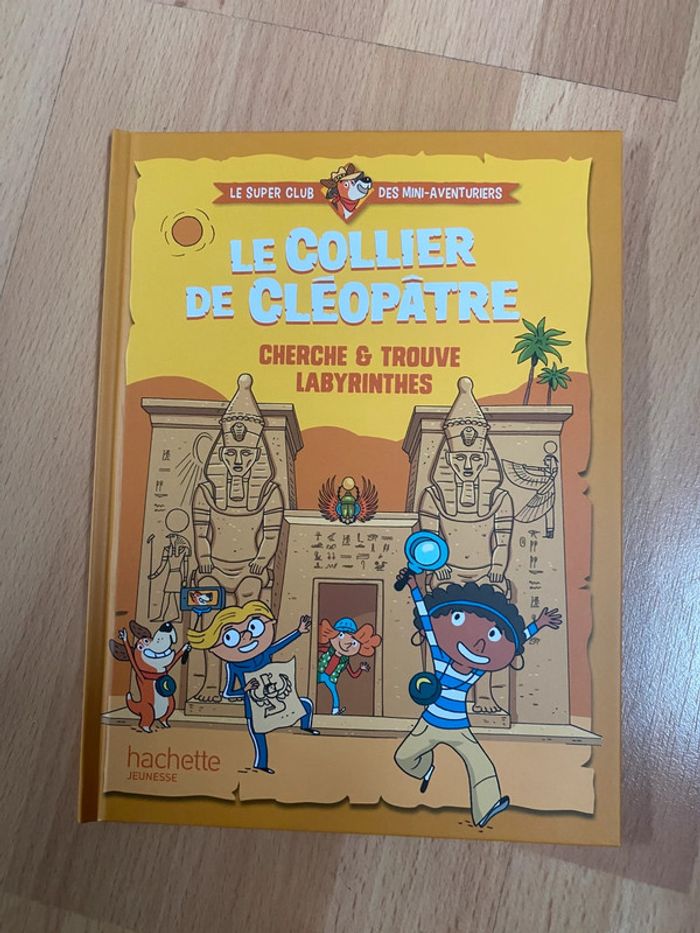 LE SUPER CLUB DES MINI-AVENTURIERS
LE COLLIER
DE CLÉOPÂTRE
CHERCHE & TROUVE
LABYRINTHES
hachette
JEUNESSE